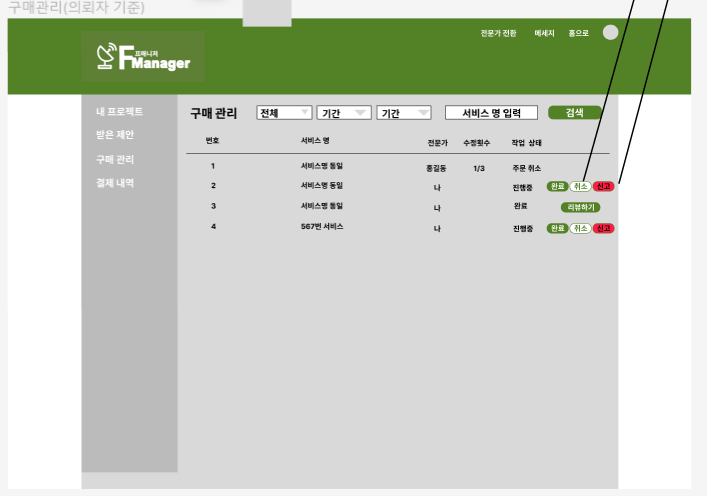 구매관리(의뢰자 기준)
전문가 전환 메세지 홈으로
프매니저
FManager
내 프로젝트
받은 제안
구매 관리
결제 내역
구매 관리 전체 기간 기간 서비스 명 입력 검색
번호 서비스 명 전문가 수정횟수 작업 상태
1 서비스명 동일 홍길동 1/3 주문 취소
2 서비스명 동일 나 진행중 완료 취소 신고
3 서비스명 동일 나 완료 리뷰하기
4 567번 서비스 나 진행중 완료 취소 신고